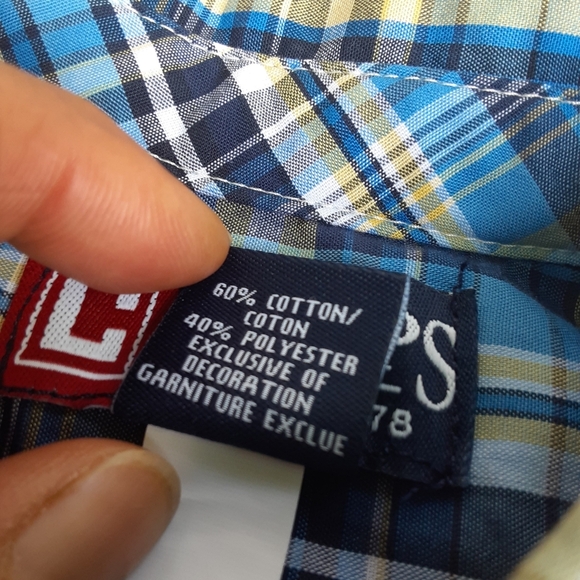 60% COTTON/
COTON
40% POLYESTER
EXCLUSIVE OF
DECORATION
GARNITURE EXCLUE
PS
78